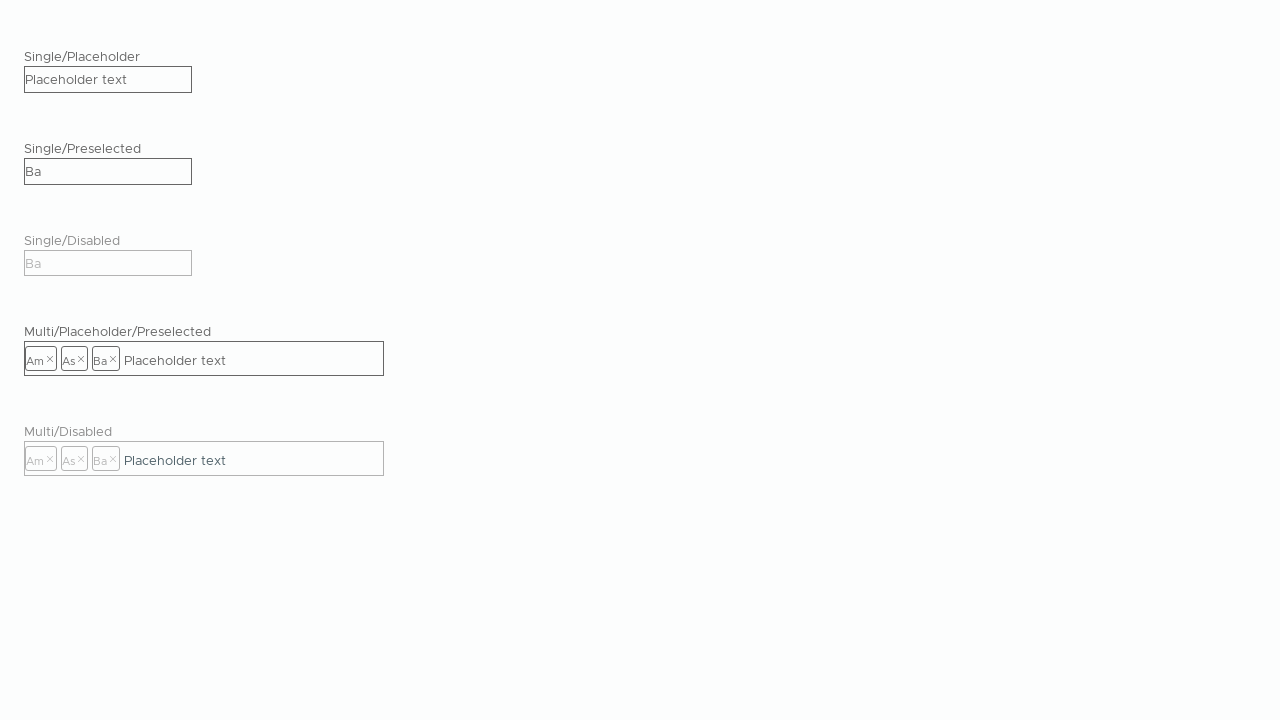 Single/Placeholder
Placeholder text
Single/Preselected
Ba
Single/Disabled
Ba
Multi/Placeholder/Preselected
Am× As× Ba× Placeholder text
Multi/Disabled
Am× As× Ba× Placeholder text